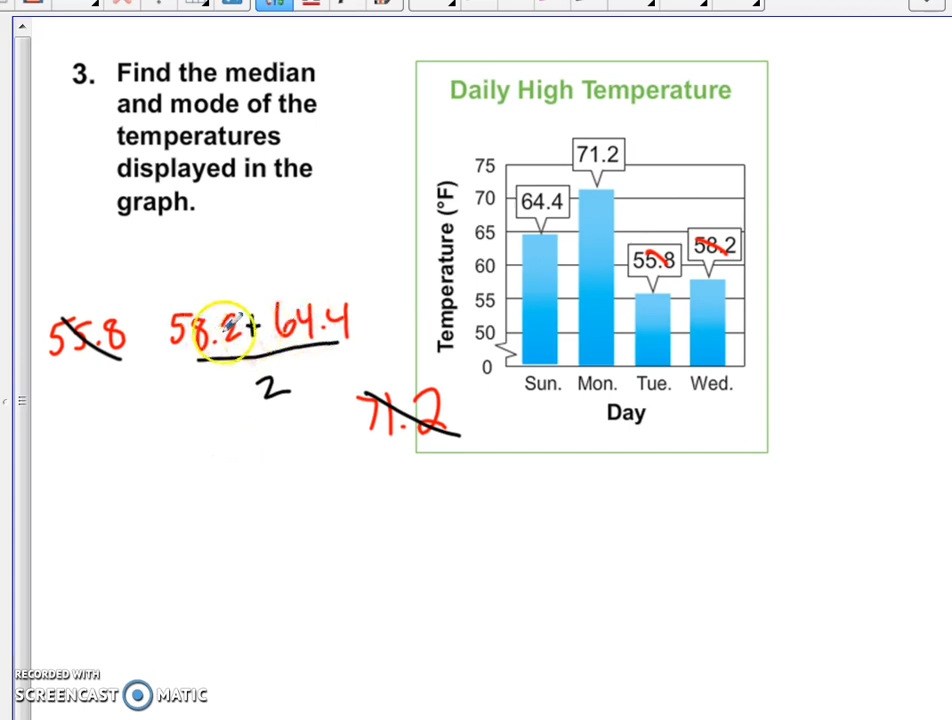 3. Find the median
and mode of the
temperatures
displayed in the
graph.
55.8 58.2 + 64.4
2
71.2
Daily High Temperature
Temperature (°F)
75
70
65
60
55
50
0
64.4
71.2
55.8
58.2
Sun. Mon. Tue. Wed.
Day
RECORDED WITH
SCREENCAST MATIC